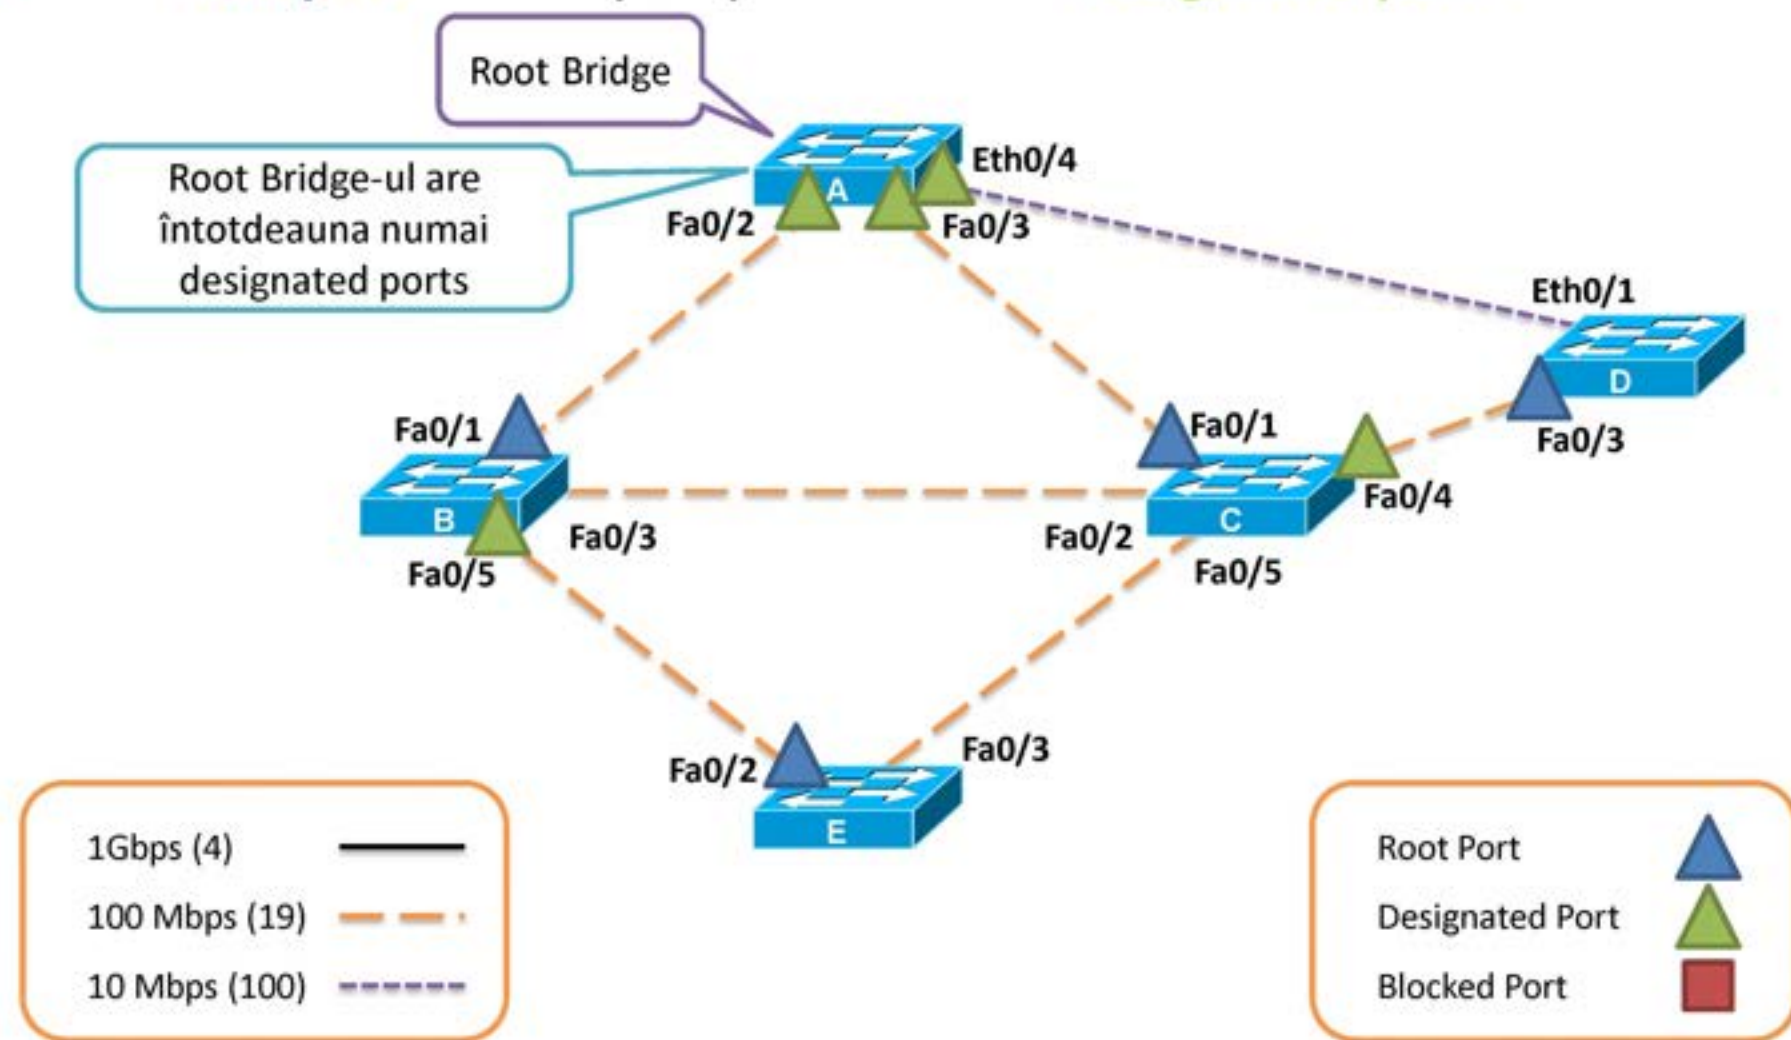 Root Bridge
Root Bridge-ul are
întotdeauna numai
designated ports
A
Eth0/4
Fa0/2
Fa0/3
Eth0/1
D
Fa0/3
Fa0/1
Fa0/1
Fa0/4
B
C
Fa0/3
Fa0/2
Fa0/5
Fa0/5
Fa0/2
Fa0/3
E
1Gbps (4)
100 Mbps (19)
10 Mbps (100)
Root Port
Designated Port
Blocked Port